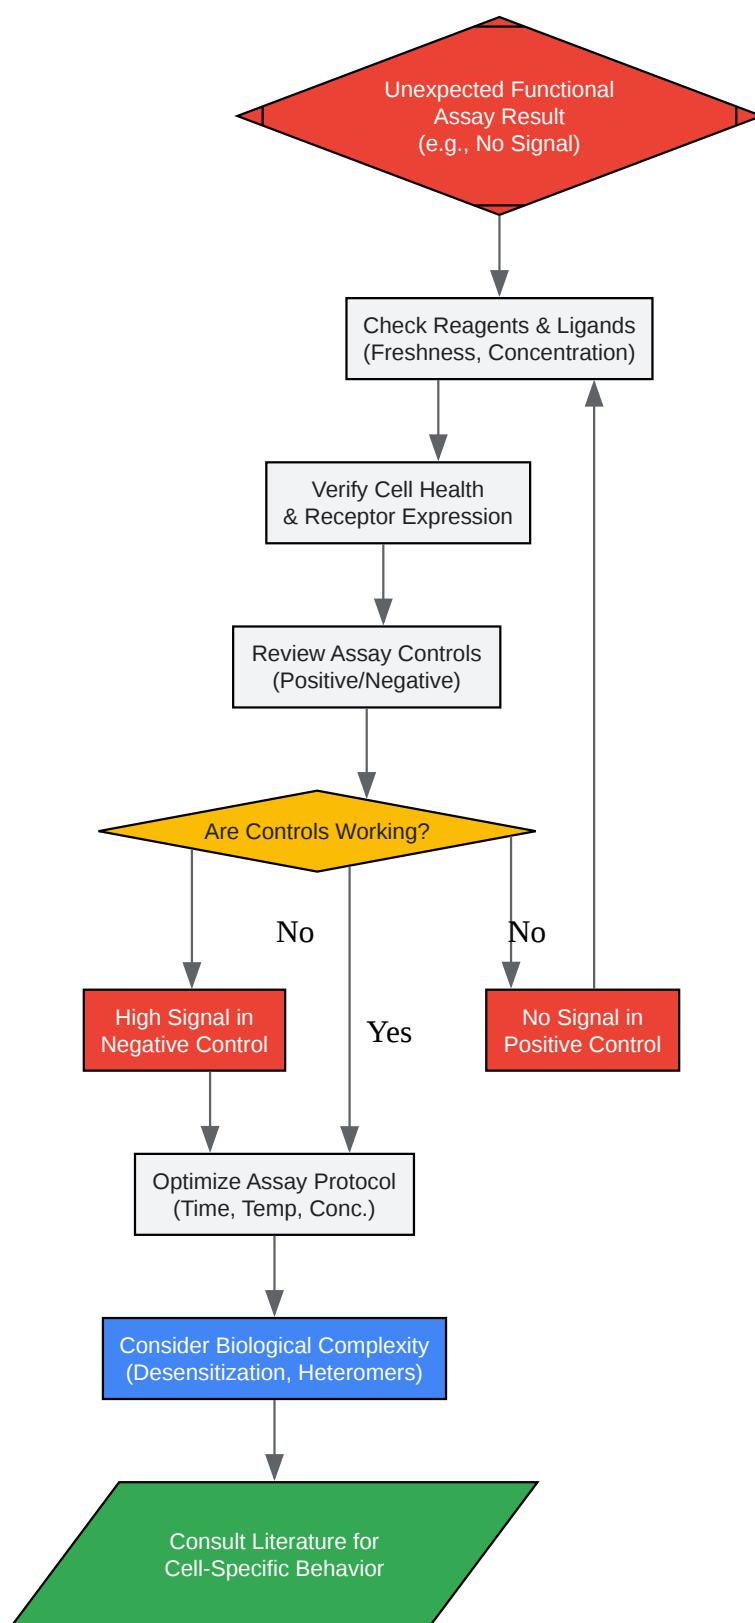 Unexpected Functional
Assay Result
(e.g., No Signal)
Check Reagents & Ligands
(Freshness, Concentration)
Verify Cell Health
& Receptor Expression
Review Assay Controls
(Positive/Negative)
Are Controls Working?
No
No
High Signal in
Negative Control
Yes
No Signal in
Positive Control
Optimize Assay Protocol
(Time, Temp, Conc.)
Consider Biological Complexity
(Desensitization, Heteromers)
Consult Literature for
Cell-Specific Behavior